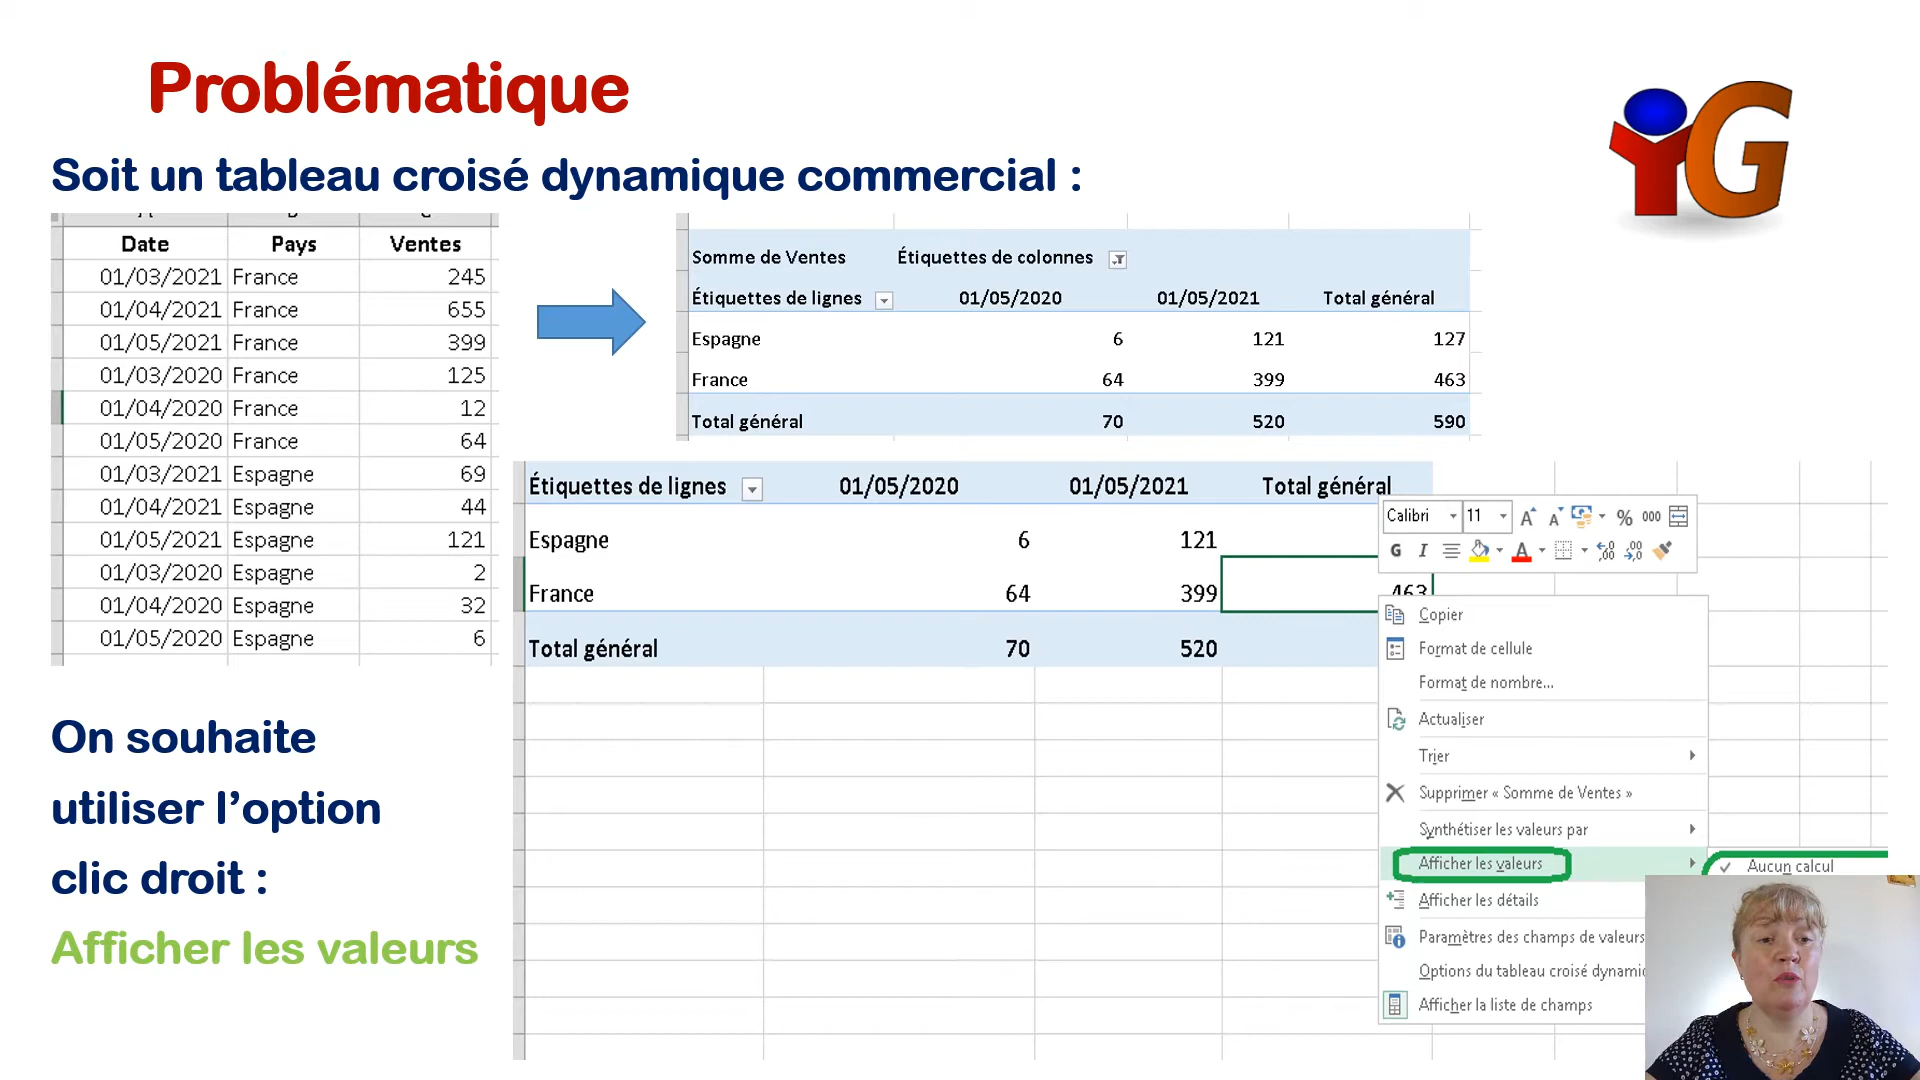 Problématique
G
Soit un tableau croisé dynamique commercial :
Date Pays Ventes
01/03/2021 France 245
01/04/2021 France 655
01/05/2021 France 399
01/03/2020 France 125
01/04/2020 France 12
01/05/2020 France 64
01/03/2021 Espagne 69
01/04/2021 Espagne 44
01/05/2021 Espagne 121
01/03/2020 Espagne 2
01/04/2020 Espagne 32
01/05/2020 Espagne 6
Somme de Ventes Étiquettes de colonnes
Étiquettes de lignes 01/05/2020 01/05/2021 Total général
Espagne 6 121 127
France 64 399 463
Total général 70 520 590
Étiquettes de lignes 01/05/2020 01/05/2021 Total général
Espagne 6 121
France 64 399 463
Total général 70 520
Calibri 11 A A % 000
G I A ,00 ,00
Copier
Format de cellule
Format de nombre...
Actualiser
Trier
Supprimer « Somme de Ventes »
Synthétiser les valeurs par
Afficher les valeurs
Aucun calcul
Afficher les détails
Paramètres des champs de valeurs
Options du tableau croisé dynamic
Afficher la liste de champs
On souhaite
utiliser l’option
clic droit :
Afficher les valeurs